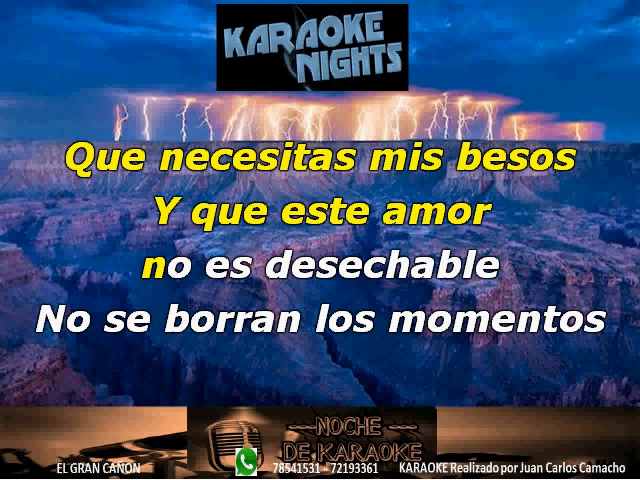 KARAOKE
NIGHTS
Que necesitas mis besos
Y que este amor
no es desechable
No se borran los momentos
NOCHE
DE KARAOKE
EL GRAN CAÑON 78541531 - 72193361 KARAOKE Realizado por Juan Carlos Camacho